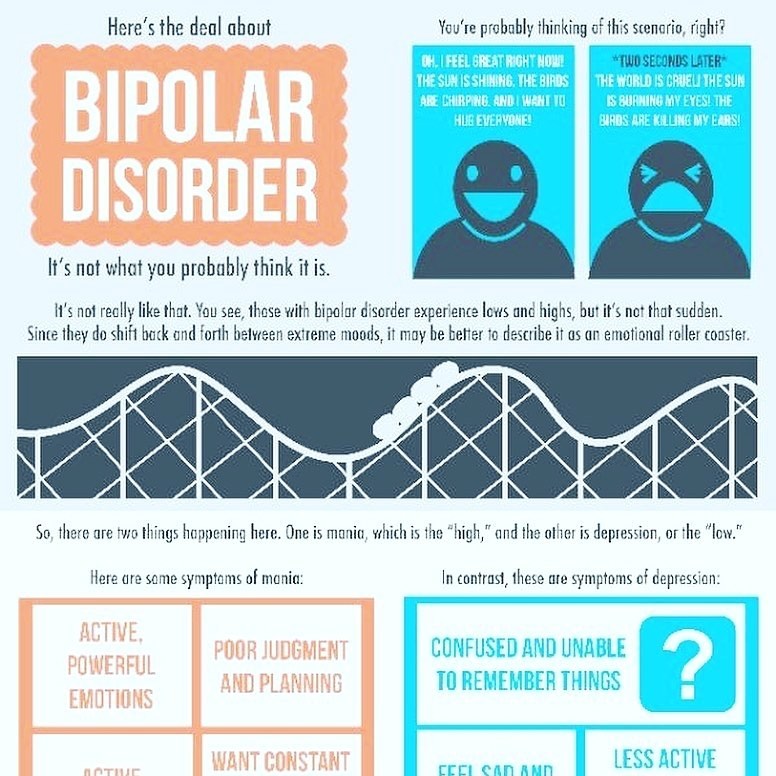 Here's the deal about
BIPOLAR
DISORDER
It's not what you probably think it is.
You're probably thinking of this scenario, right?
OH, I FEEL GREAT RIGHT NOW!
THE SUN IS SHINING, THE BIRDS
ARE CHIRPING, AND I WANT TO
HUG EVERYONE!
*TWO SECONDS LATER*
THE WORLD IS CRUEL! THE SUN
IS BURNING MY EYES! THE
BIRDS ARE KILLING MY EARS!
It's not really like that. You see, those with bipolar disorder experience lows and highs, but it's not that sudden.
Since they do shift back and forth between extreme moods, it may be better to describe it as an emotional roller coaster.
So, there are two things happening here. One is mania, which is the "high," and the other is depression, or the "low."
Here are some symptoms of mania:
ACTIVE,
POWERFUL
EMOTIONS
POOR JUDGMENT
AND PLANNING
ACTIVE
WANT CONSTANT
In contrast, these are symptoms of depression:
CONFUSED AND UNABLE
TO REMEMBER THINGS
?
FEEL SAD AND
LESS ACTIVE